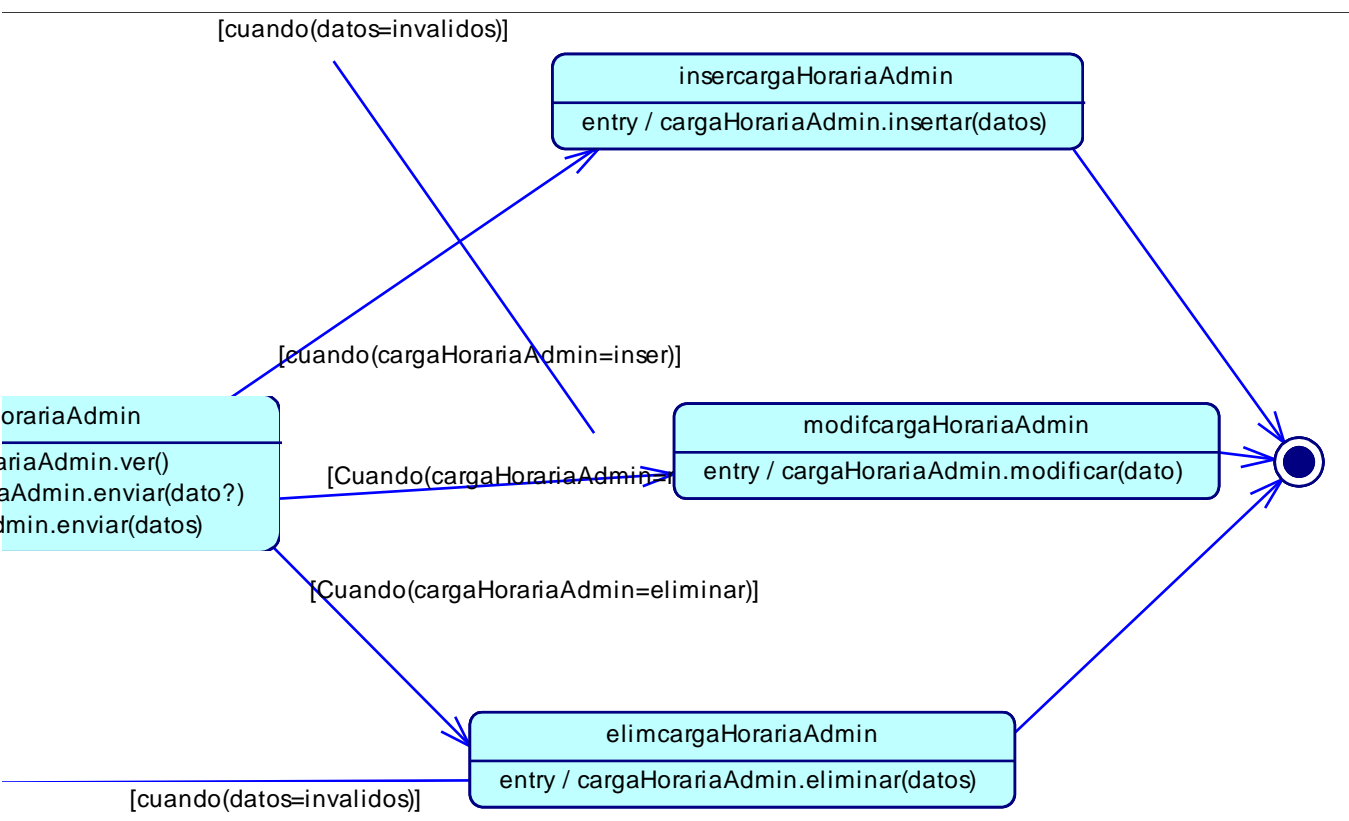 [cuando(datos=invalidos)]
insercargaHorariaAdmin
entry / cargaHorariaAdmin.insertar(datos)
[cuando(cargaHorariaAdmin=inser)]
orariaAdmin
ariaAdmin.ver()
aAdmin.enviar(dato?)
dmin.enviar(datos)
modifcargaHorariaAdmin
entry / cargaHorariaAdmin.modificar(dato)
[Cuando(cargaHorariaAdmin=
[Cuando(cargaHorariaAdmin=eliminar)]
elimcargaHorariaAdmin
entry / cargaHorariaAdmin.eliminar(datos)
[cuando(datos=invalidos)]